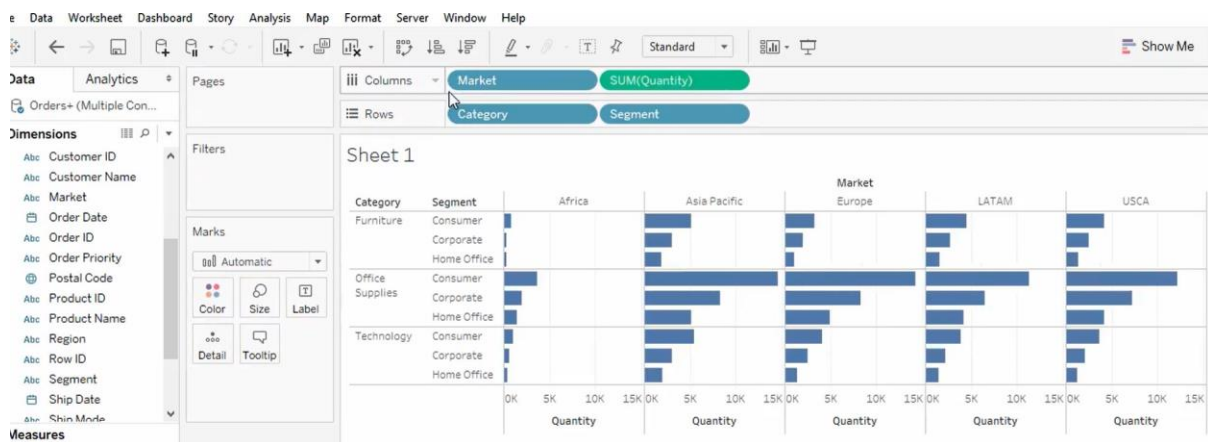 e Data Worksheet Dashboard Story Analysis Map Format Server Window Help
Standard
Show Me
Data Analytics
Orders+ (Multiple Con...
Dimensions
Abc Customer ID
Abc Customer Name
Abc Market
Order Date
Abc Order ID
Abc Order Priority
Postal Code
Abc Product ID
Abc Product Name
Abc Region
Abc Row ID
Abc Segment
Ship Date
Abc Ship Mode
Measures
Pages
Filters
Marks
Automatic
Color Size Label
Detail Tooltip
Columns Market SUM(Quantity)
Rows Category Segment
Sheet 1
Market
Category Segment Africa Asia Pacific Europe LATAM USCA
Furniture Consumer
Corporate
Home Office
Office Supplies Consumer
Corporate
Home Office
Technology Consumer
Corporate
Home Office
0K 5K 10K 15K 0K 5K 10K 15K 0K 5K 10K 15K 0K 5K 10K 15K 0K 5K 10K 15K
Quantity Quantity Quantity Quantity Quantity